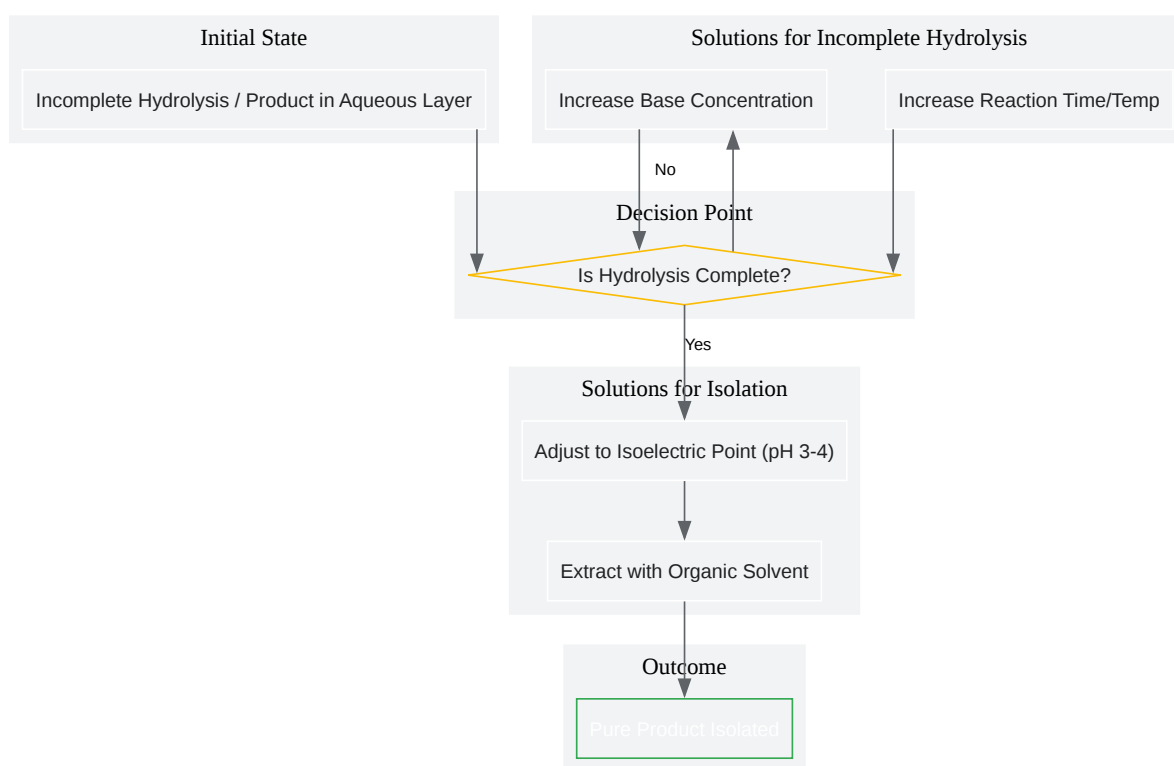 Initial State
Incomplete Hydrolysis / Product in Aqueous Layer
Solutions for Incomplete Hydrolysis
Increase Base Concentration
Increase Reaction Time/Temp
No
Decision Point
Is Hydrolysis Complete?
Yes
Solutions for Isolation
Adjust to Isoelectric Point (pH 3-4)
Extract with Organic Solvent
Outcome
Pure Product Isolated